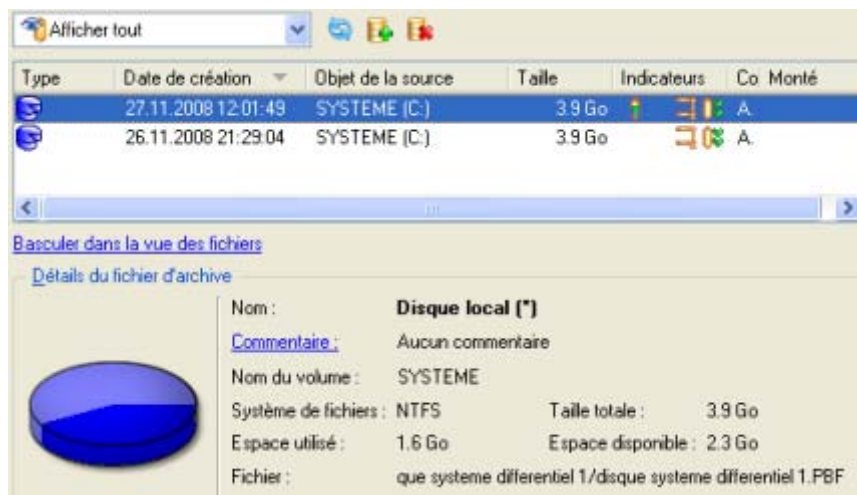 Afficher tout
Type Date de création Objet de la source Taille Indicateurs Co Monté
27.11.2008 12:01:49 SYSTEME (C:) 3.9 Go A.
26.11.2008 21:29:04 SYSTEME (C:) 3.9 Go A.
Basculer dans la vue des fichiers
Détails du fichier d'archive
Nom : Disque local (*)
Commentaire : Aucun commentaire
Nom du volume : SYSTEME
Système de fichiers : NTFS Taille totale : 3.9 Go
Espace utilisé : 1.6 Go Espace disponible : 2.3 Go
Fichier : que systeme differentiel 1/disque systeme differentiel 1.PBF